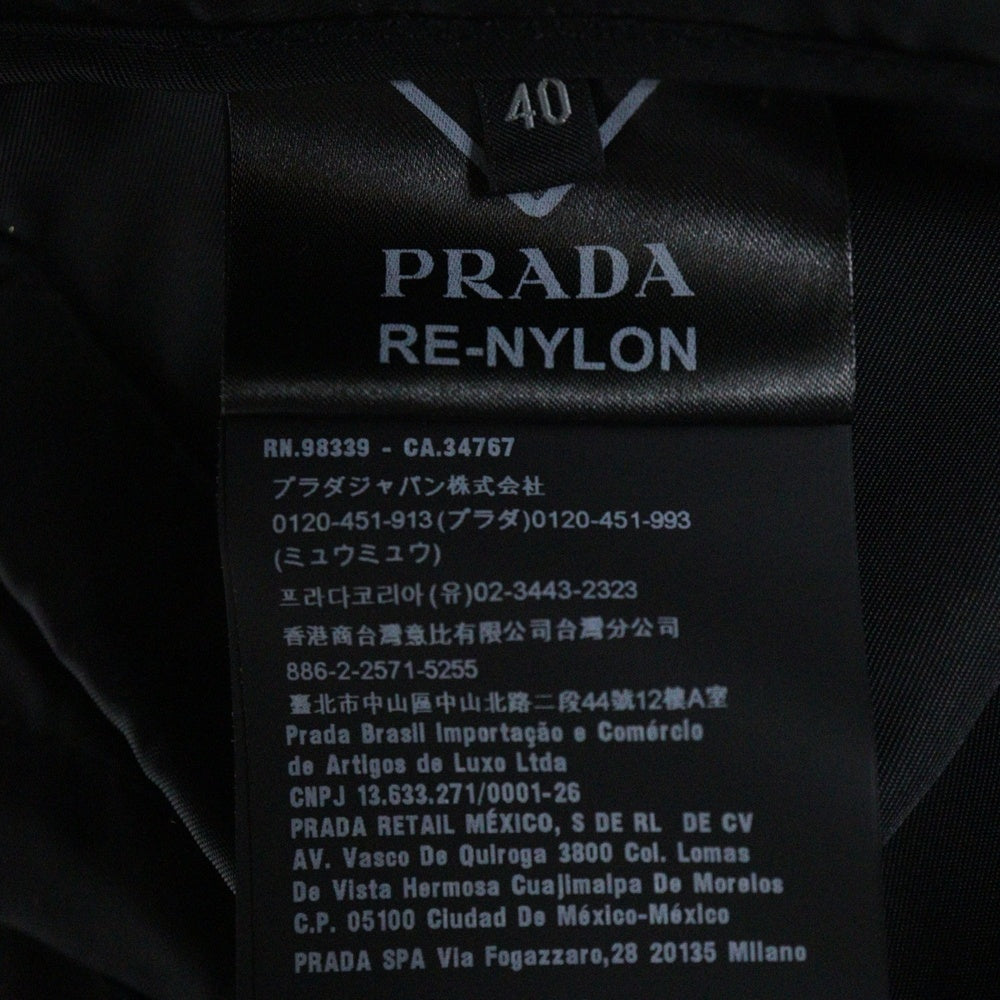 40
PRADA
RE-NYLON
RN.98339 - CA.34767
プラダジャパン株式会社
0120-451-913(プラダ)0120-451-993
(ミュウミュウ)
프라다코리아(유)02-3443-2323
香港商台灣意比有限公司台灣分公司
886-2-2571-5255
臺北市中山區中山北路二段44號12樓A室
Prada Brasil Importação e Comércio
de Artigos de Luxo Ltda
CNPJ 13.633.271/0001-26
PRADA RETAIL MÉXICO, S DE RL DE CV
AV. Vasco De Quiroga 3800 Col. Lomas
De Vista Hermosa Cuajimalpa De Morelos
C.P. 05100 Ciudad De México-México
PRADA SPA Via Fogazzaro,28 20135 Milano